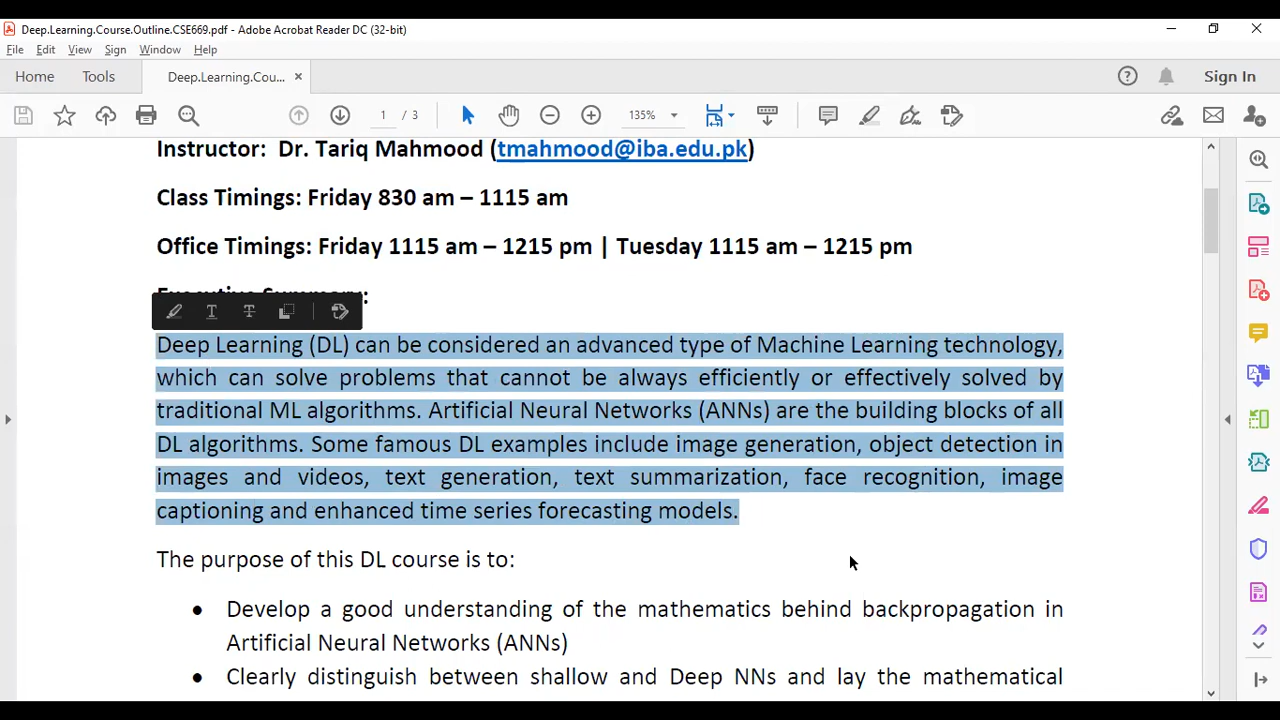 Deep.Learning.Course.Outline.CSE669.pdf - Adobe Acrobat Reader DC (32-bit)
File Edit View Sign Window Help
Home Tools Deep.Learning.Cou... × Sign In
1 / 3 135%
Instructor: Dr. Tariq Mahmood (tmahmood@iba.edu.pk)
Class Timings: Friday 830 am – 1115 am
Office Timings: Friday 1115 am – 1215 pm | Tuesday 1115 am – 1215 pm
Executive Summary:
Deep Learning (DL) can be considered an advanced type of Machine Learning technology,
which can solve problems that cannot be always efficiently or effectively solved by
traditional ML algorithms. Artificial Neural Networks (ANNs) are the building blocks of all
DL algorithms. Some famous DL examples include image generation, object detection in
images and videos, text generation, text summarization, face recognition, image
captioning and enhanced time series forecasting models.
The purpose of this DL course is to:
● Develop a good understanding of the mathematics behind backpropagation in
Artificial Neural Networks (ANNs)
● Clearly distinguish between shallow and Deep NNs and lay the mathematical